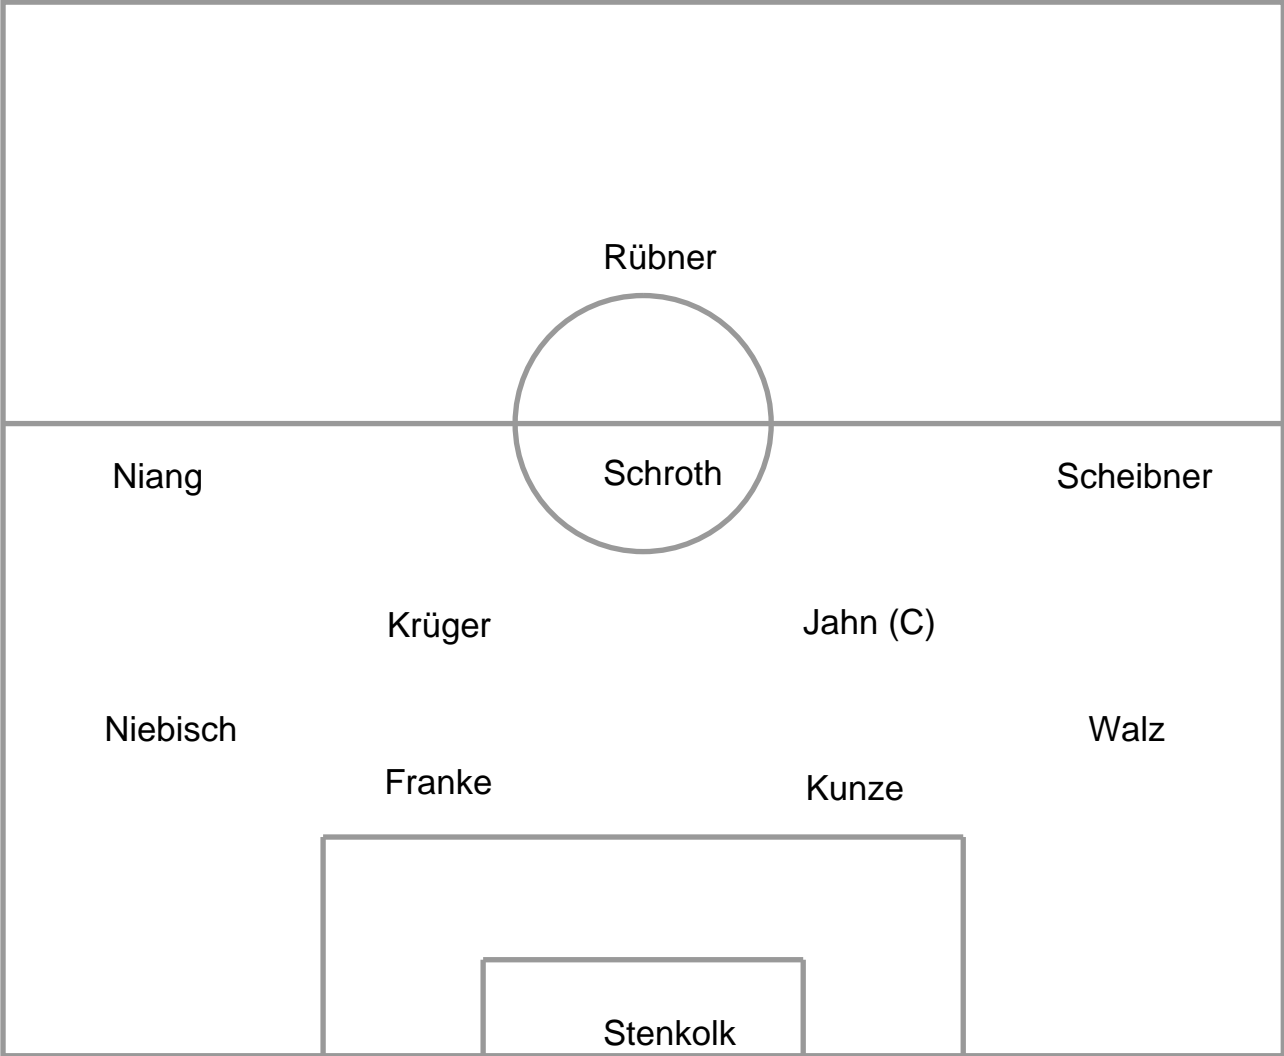 Rübner
Niang
Schroth
Scheibner
Krüger
Jahn (C)
Niebisch
Walz
Franke
Kunze
Stenkolk